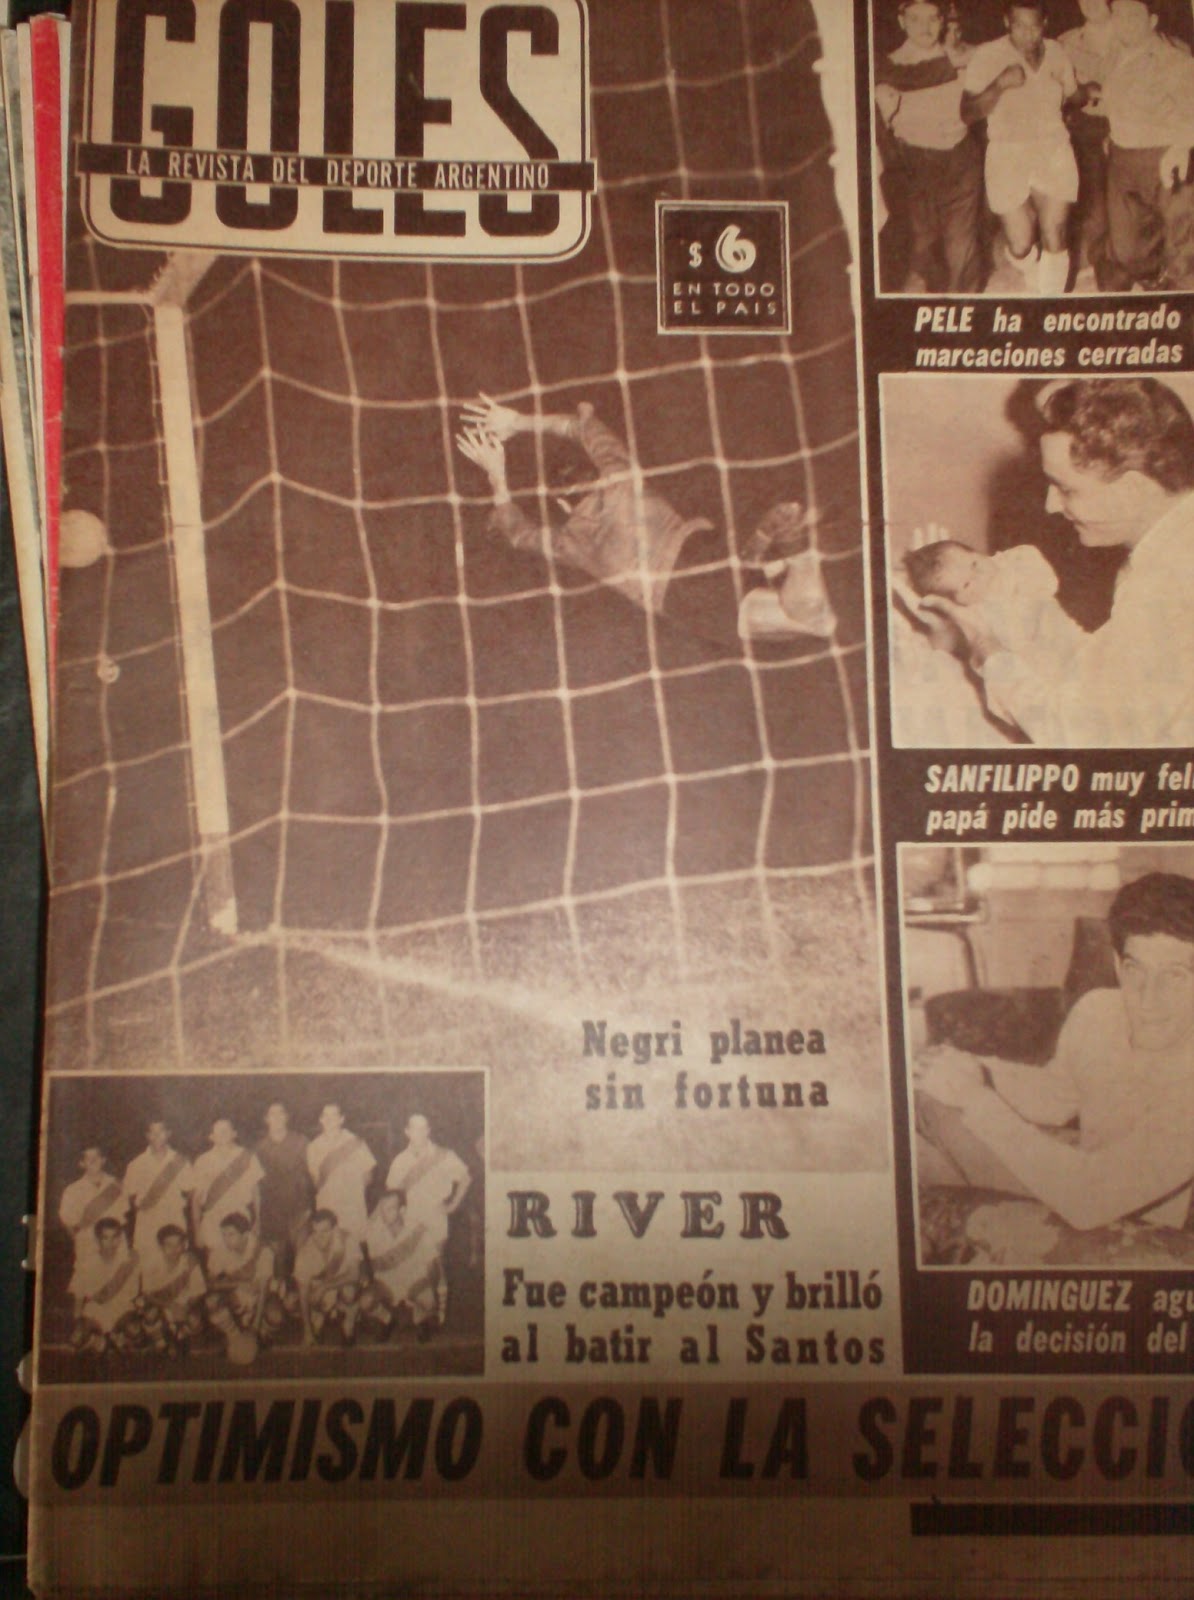 GOLES
LA REVISTA DEL DEPORTE ARGENTINO
$ 6
EN TODO
EL PAIS
PELE ha encontrado
marcaciones cerradas
SANFILIPPO muy fel
papá pide más prim
Negri planea
sin fortuna
RIVER
Fue campeón y brilló
al batir al Santos
DOMINGUEZ agu
la decisión del
OPTIMISMO CON LA SELECCIO